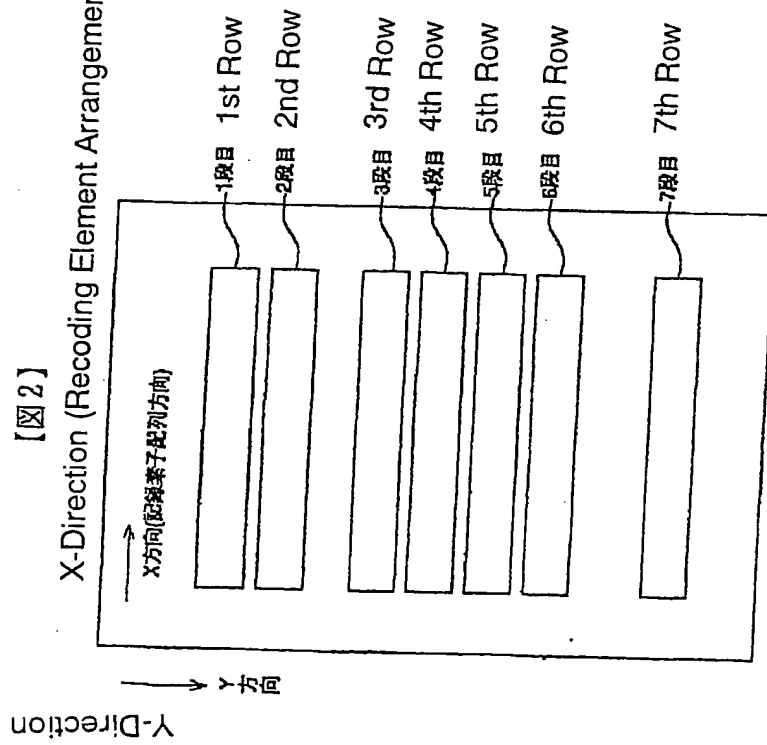 【図2】
X-Direction (Recoding Element Arrangemen
X方向(記録素子配列方向)
1段目 1st Row
2段目 2nd Row
3段目 3rd Row
4段目 4th Row
5段目 5th Row
6段目 6th Row
7段目 7th Row
Y方向
Y-Direction